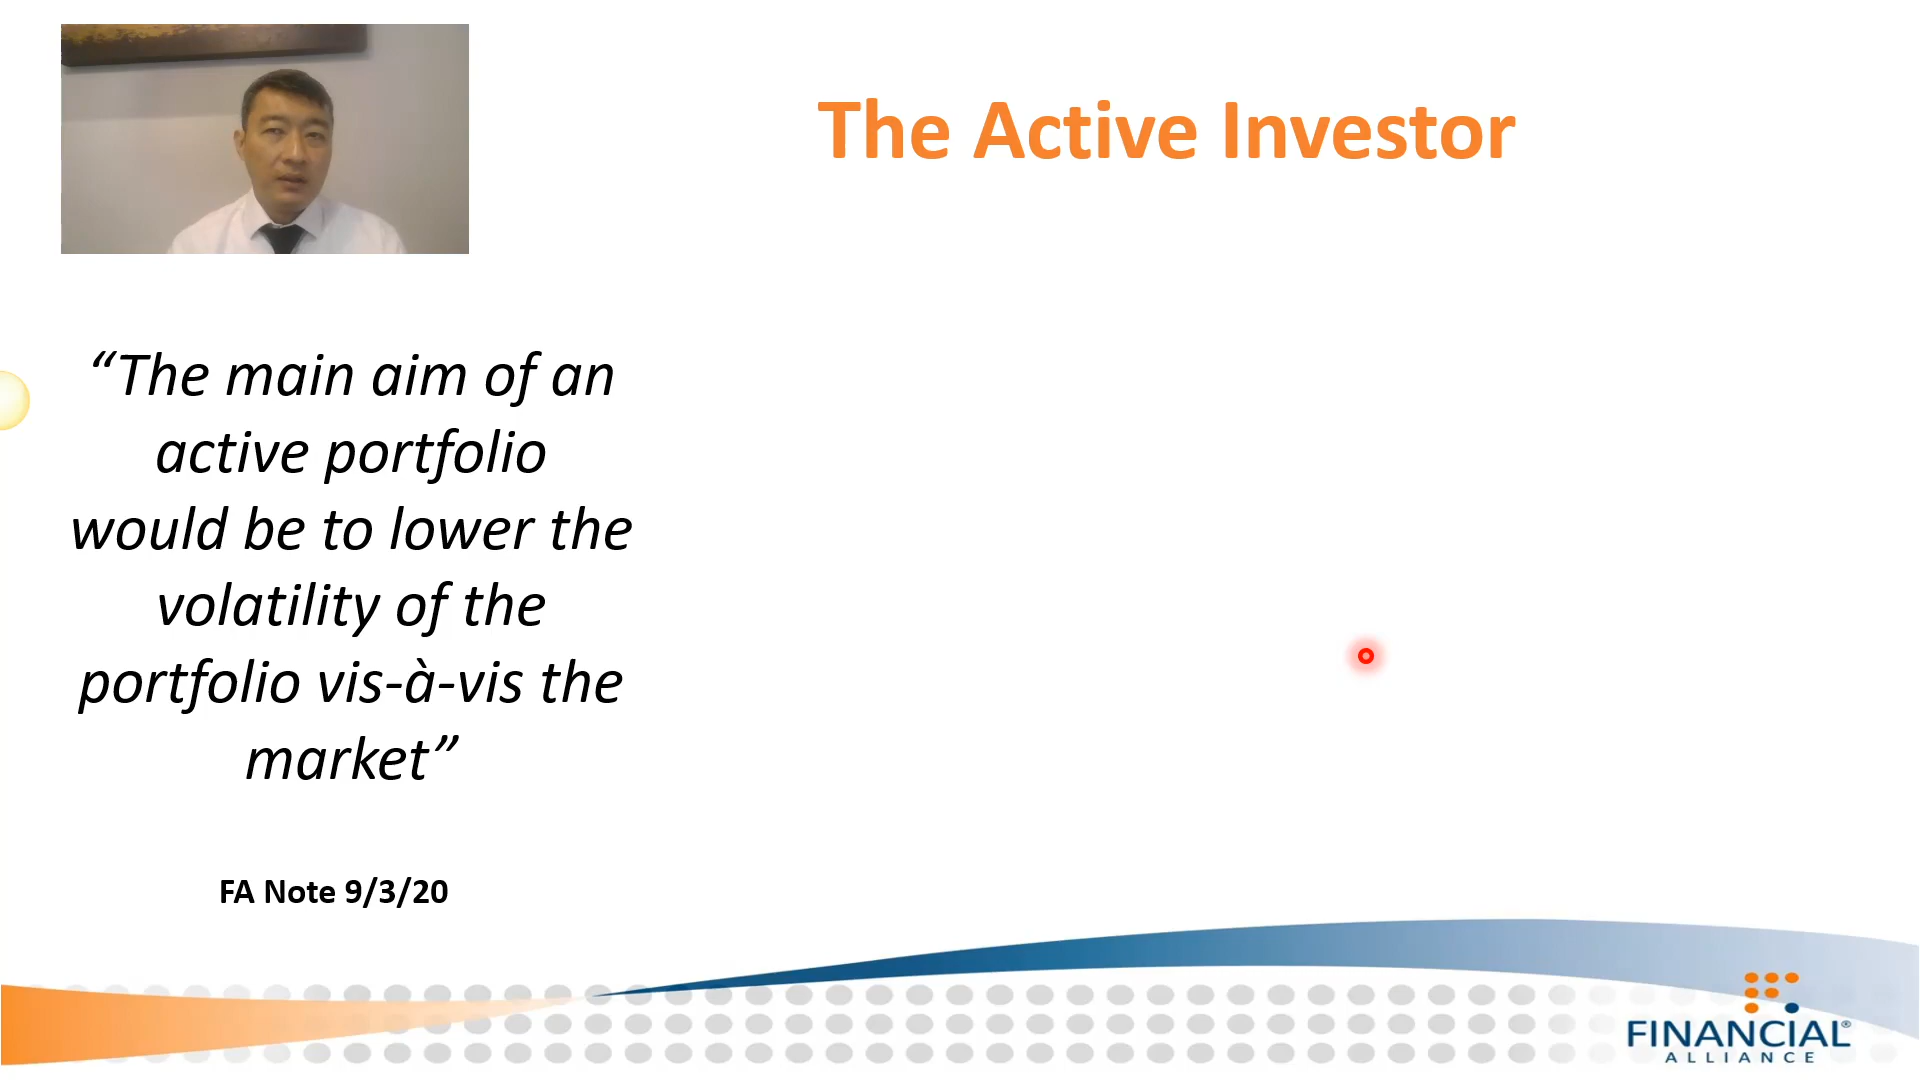 The Active Investor
“The main aim of an
active portfolio
would be to lower the
volatility of the
portfolio vis-à-vis the
market”
FA Note 9/3/20
FINANCIAL®
ALLIANCE